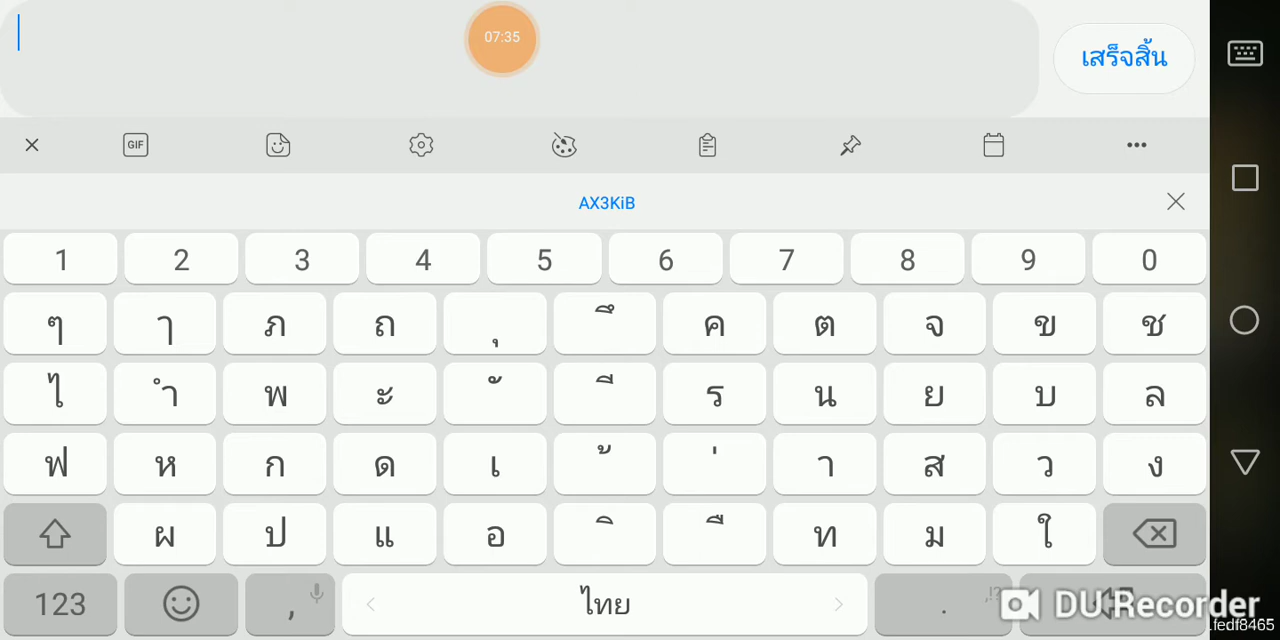 07:35
เสร็จสิ้น
GIF
AX3KiB
1 2 3 4 5 6 7 8 9 0
ๆ ๅ ภ ถ ุ ึ ค ต จ ข ช
ไ ำ พ ะ ั ี ร น ย บ ล
ฟ ห ก ด เ ้ ่ า ส ว ง
ผ ป แ อ ิ ื ท ม ใ
123 , ไทย . ,!?
DU Recorder
.fedf8465